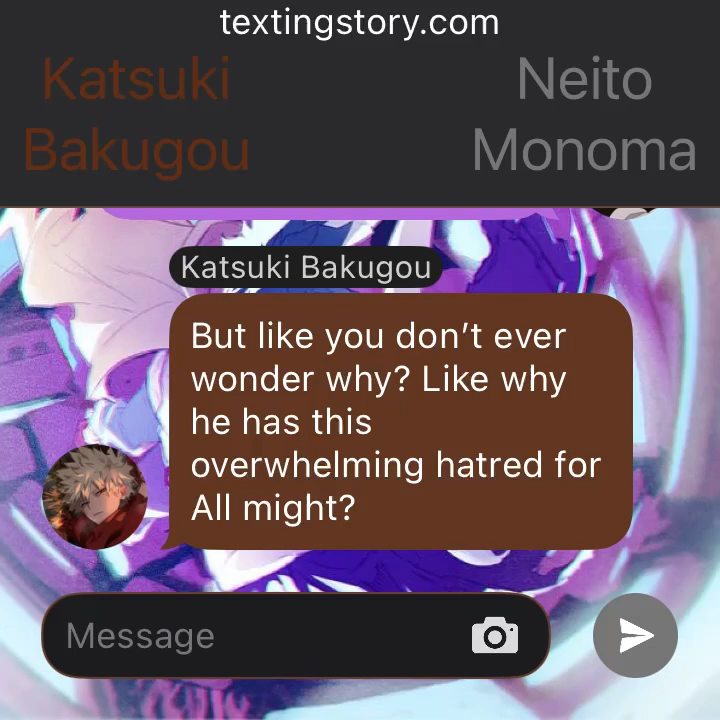 textingstory.com
Katsuki Neito
Bakugou Monoma
Katsuki Bakugou
But like you don’t ever
wonder why? Like why
he has this
overwhelming hatred for
All might?
Message